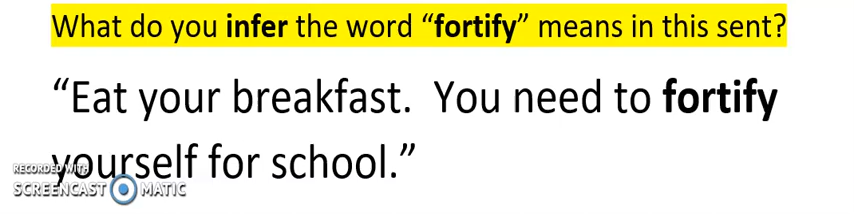 What do you infer the word “fortify” means in this sent?
“Eat your breakfast.  You need to fortify
yourself for school.”
RECORDED WITH
SCREENCAST MATIC